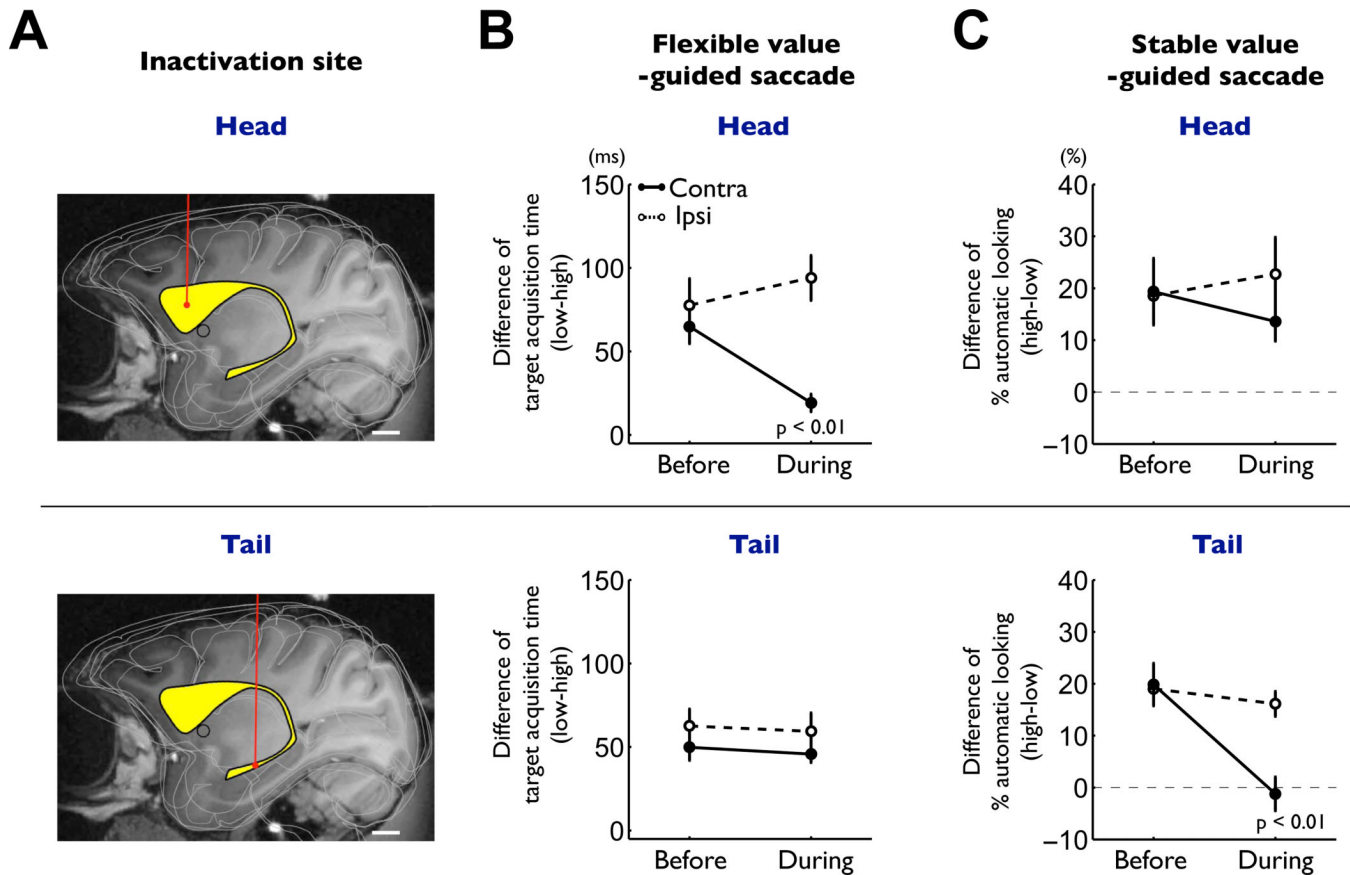 A
Inactivation site
Head
B
Flexible value
-guided saccade
Head
(ms)
150
100
50
0
Difference of
target acquisition time
(low-high)
Contra
Ipsi
p < 0.01
Before
During
C
Stable value
-guided saccade
Head
(%)
40
30
20
10
0
−10
Difference of
% automatic looking
(high-low)
Before
During
Tail
Tail
150
100
50
0
Difference of
target acquisition time
(low-high)
Before
During
Tail
40
30
20
10
0
−10
Difference of
% automatic looking
(high-low)
p < 0.01
Before
During